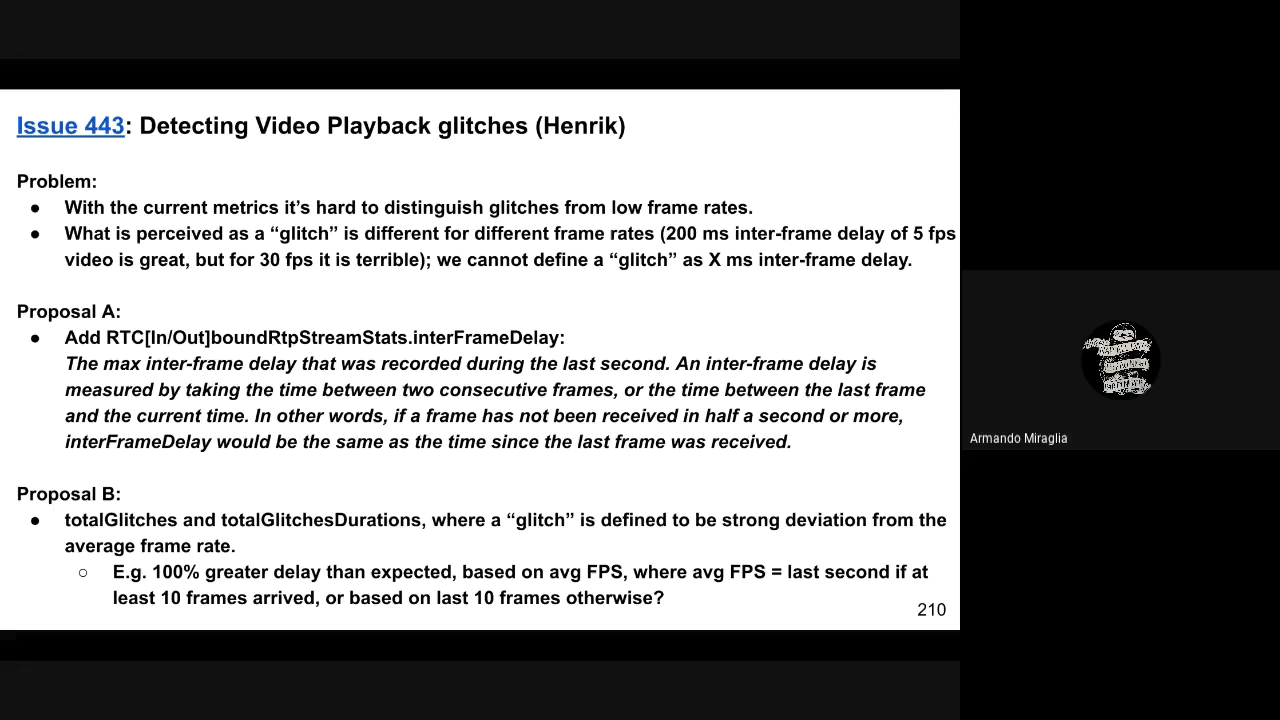 Issue 443: Detecting Video Playback glitches (Henrik)
Problem:
● With the current metrics it’s hard to distinguish glitches from low frame rates.
● What is perceived as a “glitch” is different for different frame rates (200 ms inter-frame delay of 5 fps
video is great, but for 30 fps it is terrible); we cannot define a “glitch” as X ms inter-frame delay.
Proposal A:
● Add RTC[In/Out]boundRtpStreamStats.interFrameDelay:
The max inter-frame delay that was recorded during the last second. An inter-frame delay is
measured by taking the time between two consecutive frames, or the time between the last frame
and the current time. In other words, if a frame has not been received in half a second or more,
interFrameDelay would be the same as the time since the last frame was received.
Proposal B:
● totalGlitches and totalGlitchesDurations, where a “glitch” is defined to be strong deviation from the
average frame rate.
○ E.g. 100% greater delay than expected, based on avg FPS, where avg FPS = last second if at
least 10 frames arrived, or based on last 10 frames otherwise?
210
Armando Miraglia